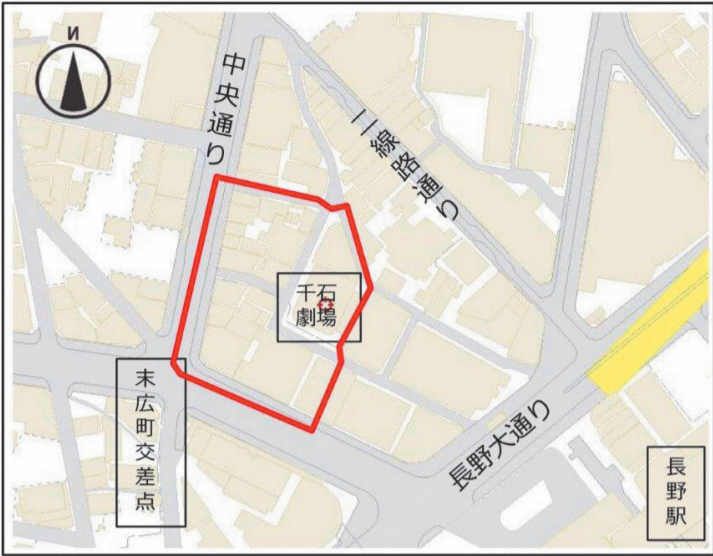 N
中央通り
二線路通り
千石
劇場
末広町交差点
長野大通り
長野駅